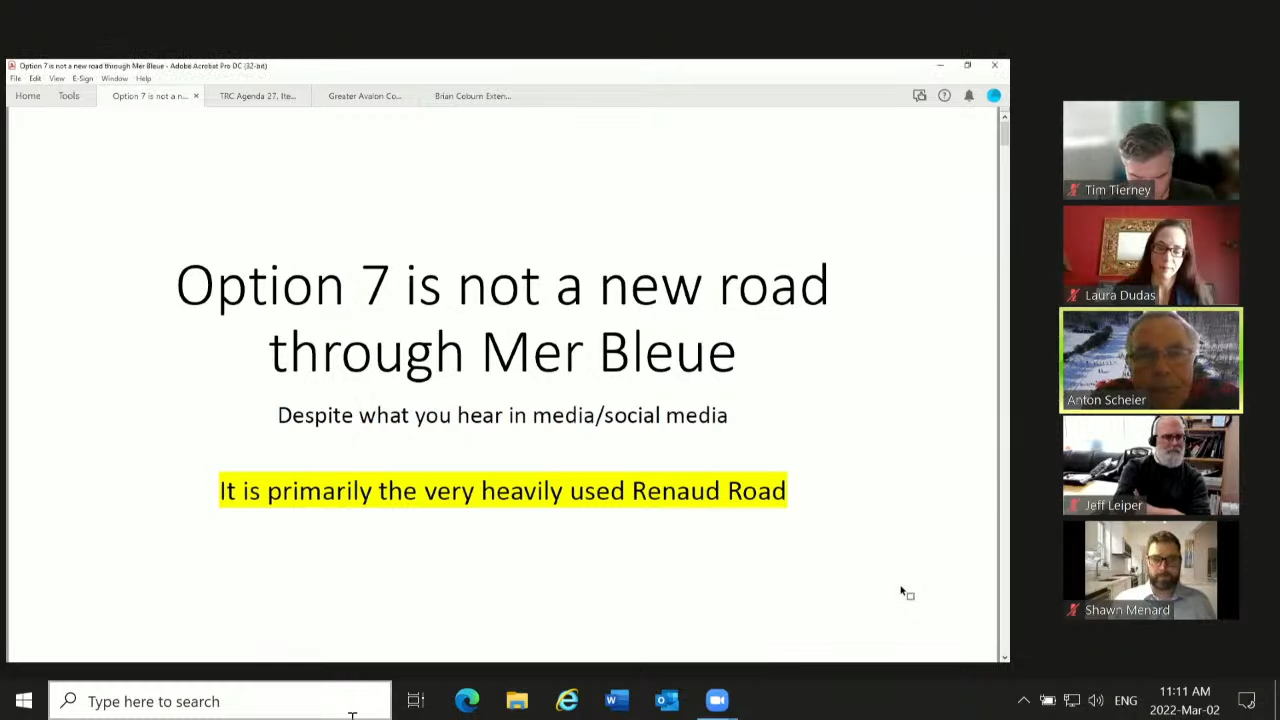 Option 7 is not a new road through Mer Bleue - Adobe Acrobat Pro DC (32-bit)
File Edit View E-Sign Window Help
Home Tools Option 7 is not a n... × TRC Agenda 27, Ite... Greater Avalon Co... Brian Coburn Exten...
Option 7 is not a new road
through Mer Bleue
Despite what you hear in media/social media
It is primarily the very heavily used Renaud Road
Tim Tierney
Laura Dudas
Anton Scheier
Jeff Leiper
Shawn Menard
Type here to search
ENG
11:11 AM
2022-Mar-02